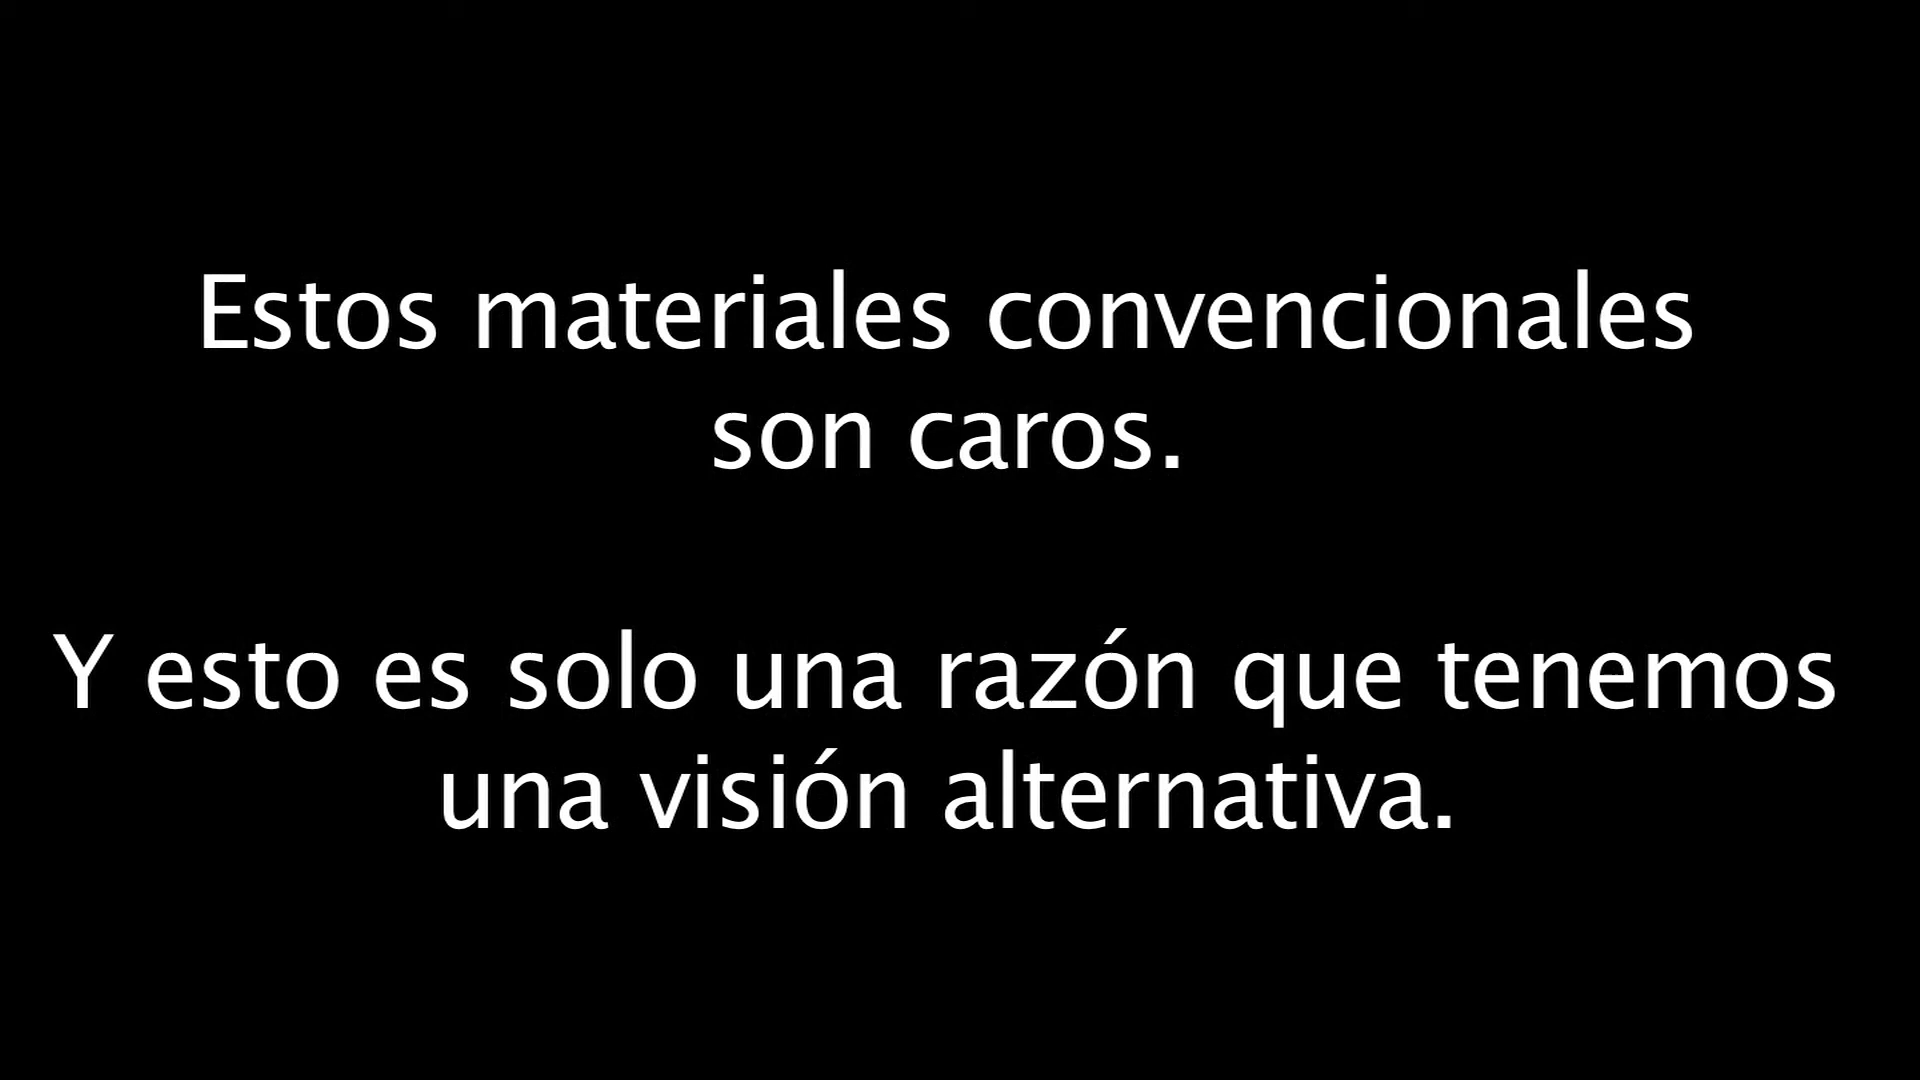 Estos materiales convencionales
son caros.
Y esto es solo una razón que tenemos
una visión alternativa.